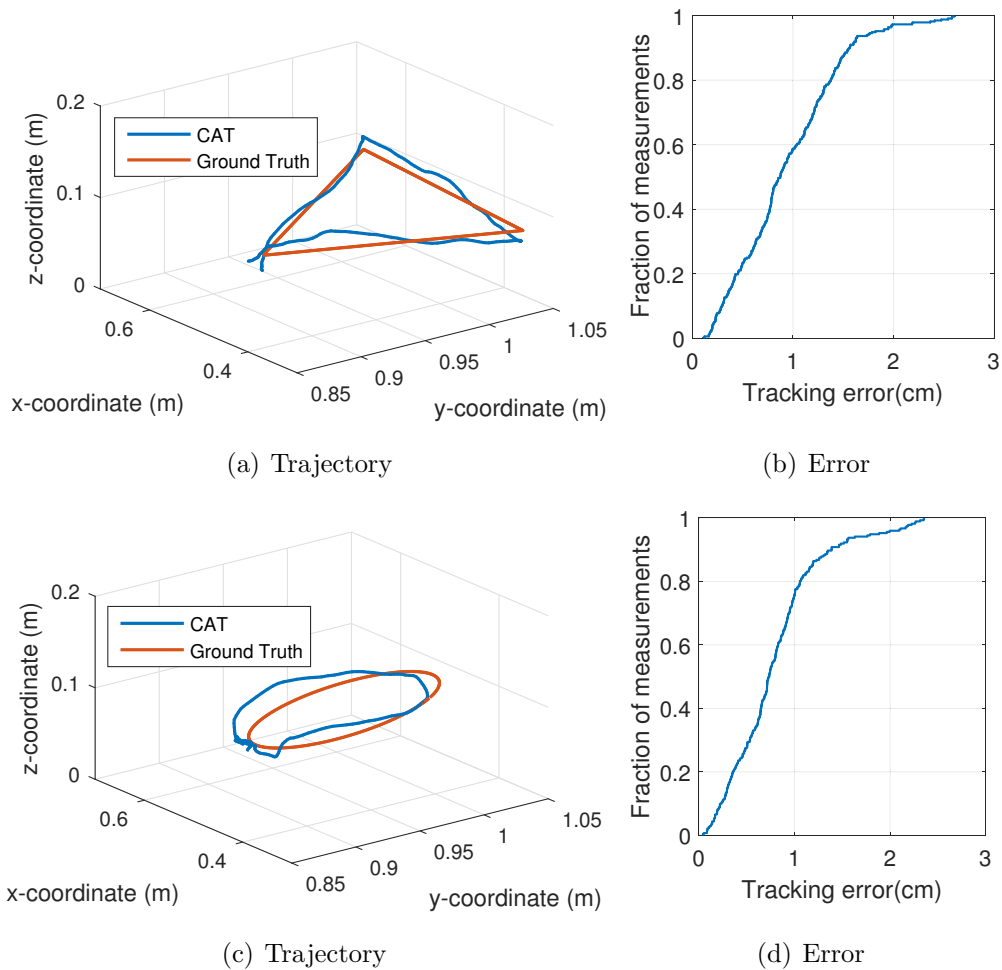 0.2
0.1
0
z-coordinate (m)
CAT
Ground Truth
0.6
0.4
x-coordinate (m)
0.85
0.9
0.95
1
1.05
y-coordinate (m)
(a) Trajectory
1
0.8
0.6
0.4
0.2
0
Fraction of measurements
0
1
2
3
Tracking error(cm)
(b) Error
0.2
0.1
0
z-coordinate (m)
CAT
Ground Truth
0.6
0.4
x-coordinate (m)
0.85
0.9
0.95
1
1.05
y-coordinate (m)
(c) Trajectory
1
0.8
0.6
0.4
0.2
0
Fraction of measurements
0
1
2
3
Tracking error(cm)
(d) Error